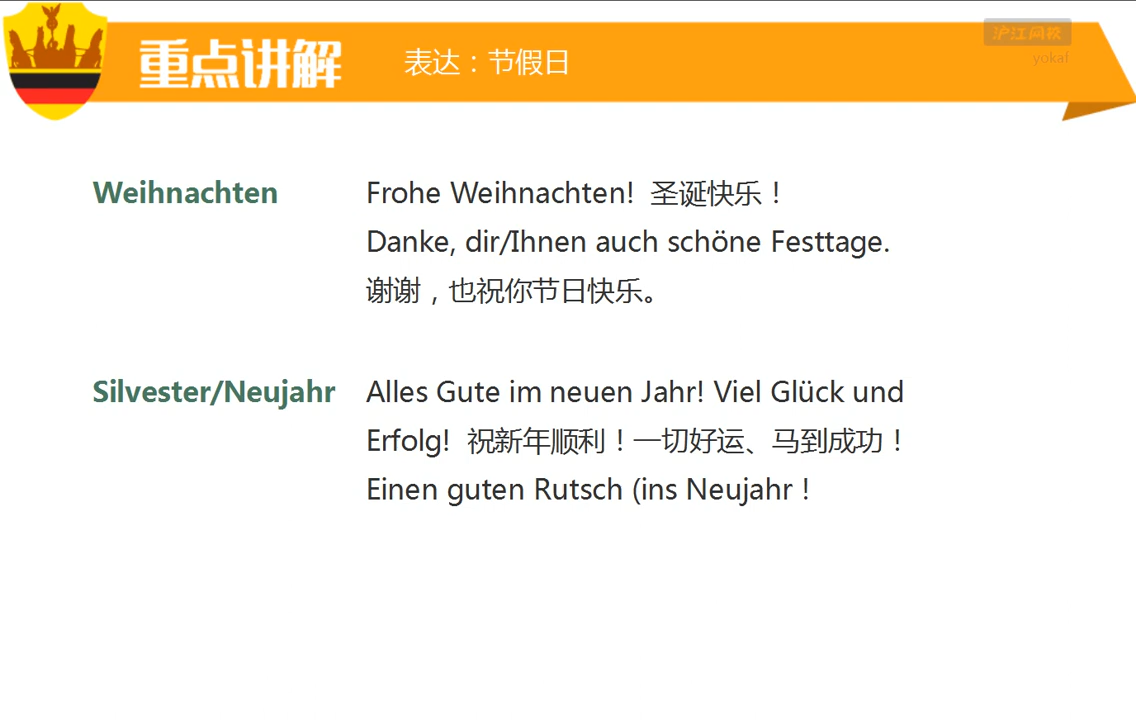 重点讲解 表达：节假日
沪江网校
yokaf
Weihnachten Frohe Weihnachten! 圣诞快乐！
Danke, dir/Ihnen auch schöne Festtage.
谢谢，也祝你节日快乐。
Silvester/Neujahr Alles Gute im neuen Jahr! Viel Glück und
Erfolg! 祝新年顺利！一切好运、马到成功！
Einen guten Rutsch (ins Neujahr !